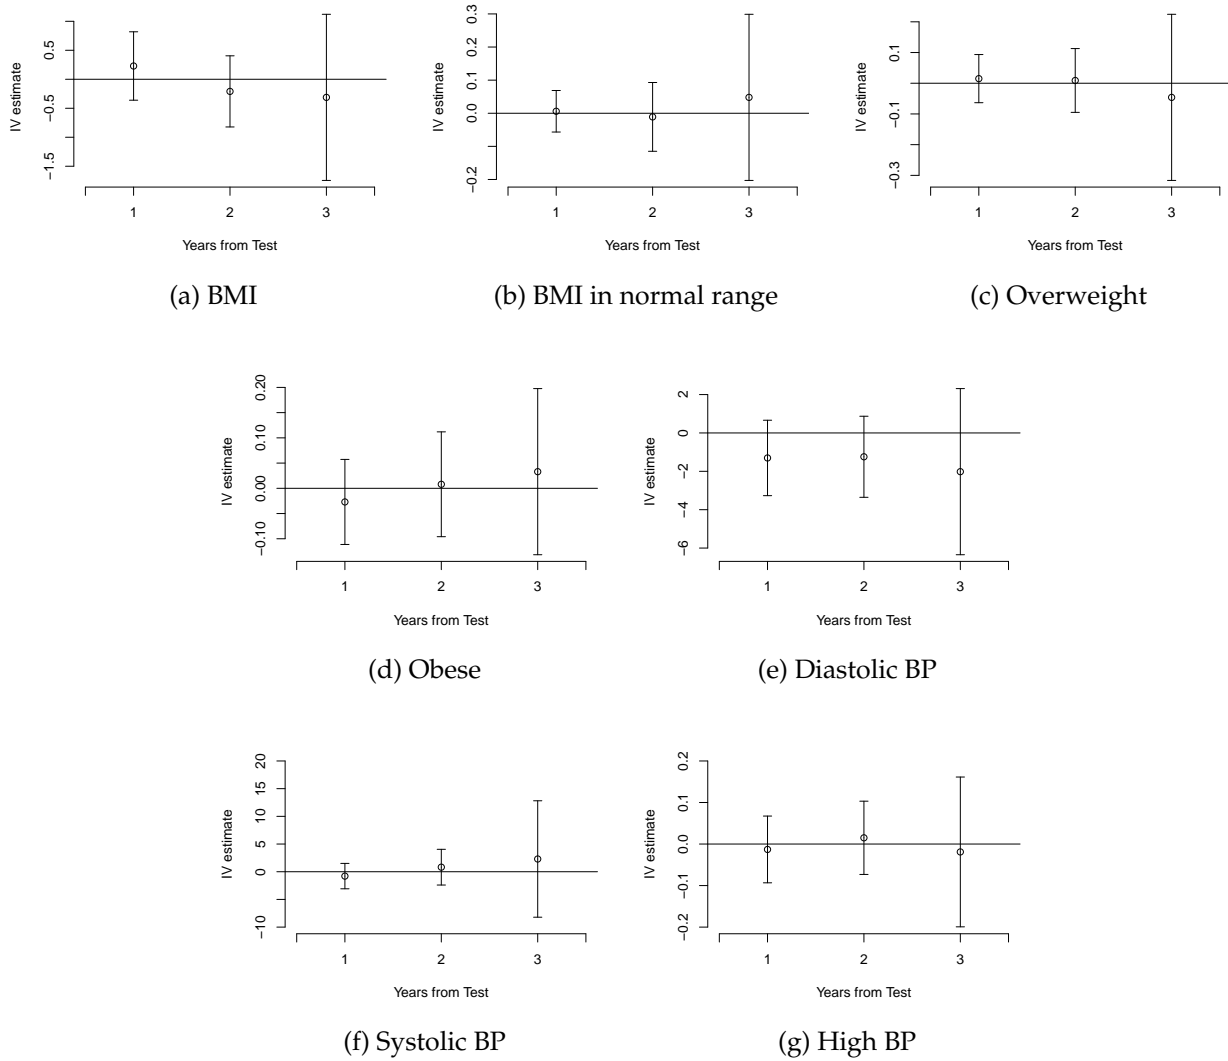 IV estimate
−1.5
−0.5
0.5
1
2
3
Years from Test
(a) BMI
IV estimate
−0.2
0.0
0.1
0.2
0.3
1
2
3
Years from Test
(b) BMI in normal range
IV estimate
−0.3
−0.1
0.1
1
2
3
Years from Test
(c) Overweight
IV estimate
−0.10
0.00
0.10
0.20
1
2
3
Years from Test
(d) Obese
IV estimate
−6
−4
−2
0
2
1
2
3
Years from Test
(e) Diastolic BP
IV estimate
−10
0
5
10
15
20
1
2
3
Years from Test
(f) Systolic BP
IV estimate
−0.2
−0.1
0.0
0.1
0.2
1
2
3
Years from Test
(g) High BP